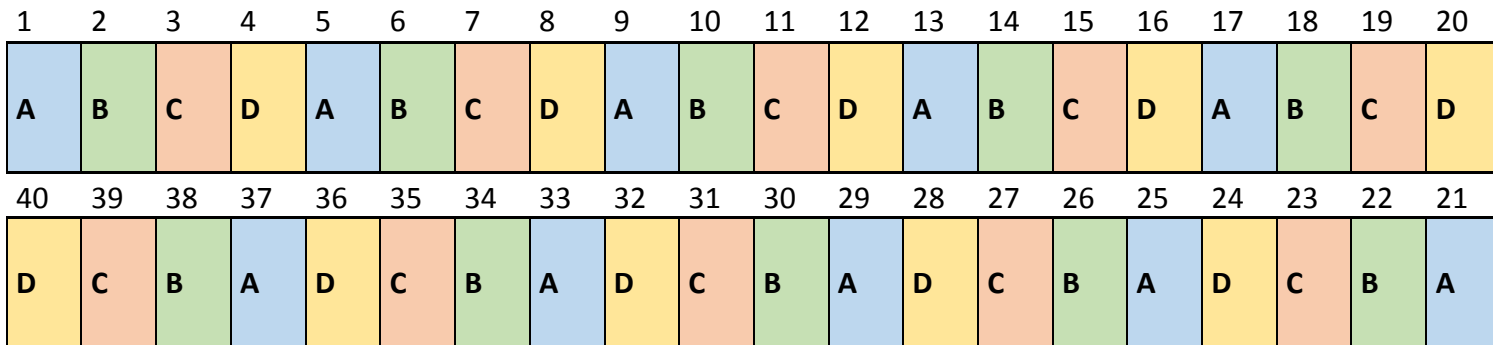 1 2 3 4 5 6 7 8 9 10 11 12 13 14 15 16 17 18 19 20
A B C D A B C D A B C D A B C D A B C D
40 39 38 37 36 35 34 33 32 31 30 29 28 27 26 25 24 23 22 21
D C B A D C B A D C B A D C B A D C B A